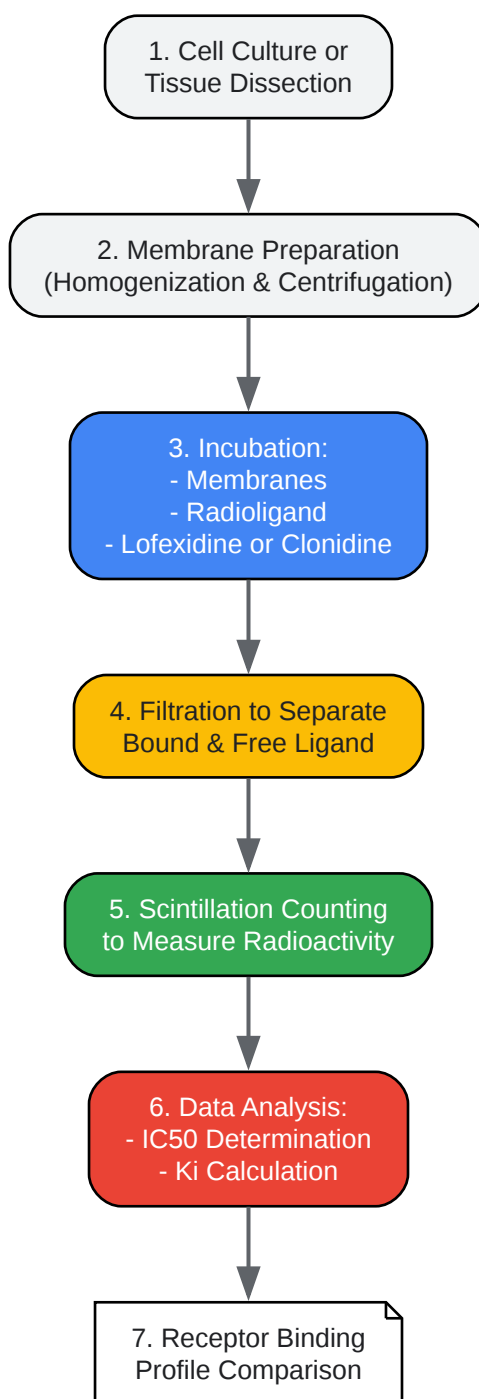 1. Cell Culture or
Tissue Dissection
2. Membrane Preparation
(Homogenization & Centrifugation)
3. Incubation:
- Membranes
- Radioligand
- Lofexidine or Clonidine
4. Filtration to Separate
Bound & Free Ligand
5. Scintillation Counting
to Measure Radioactivity
6. Data Analysis:
- IC50 Determination
- Ki Calculation
7. Receptor Binding
Profile Comparison